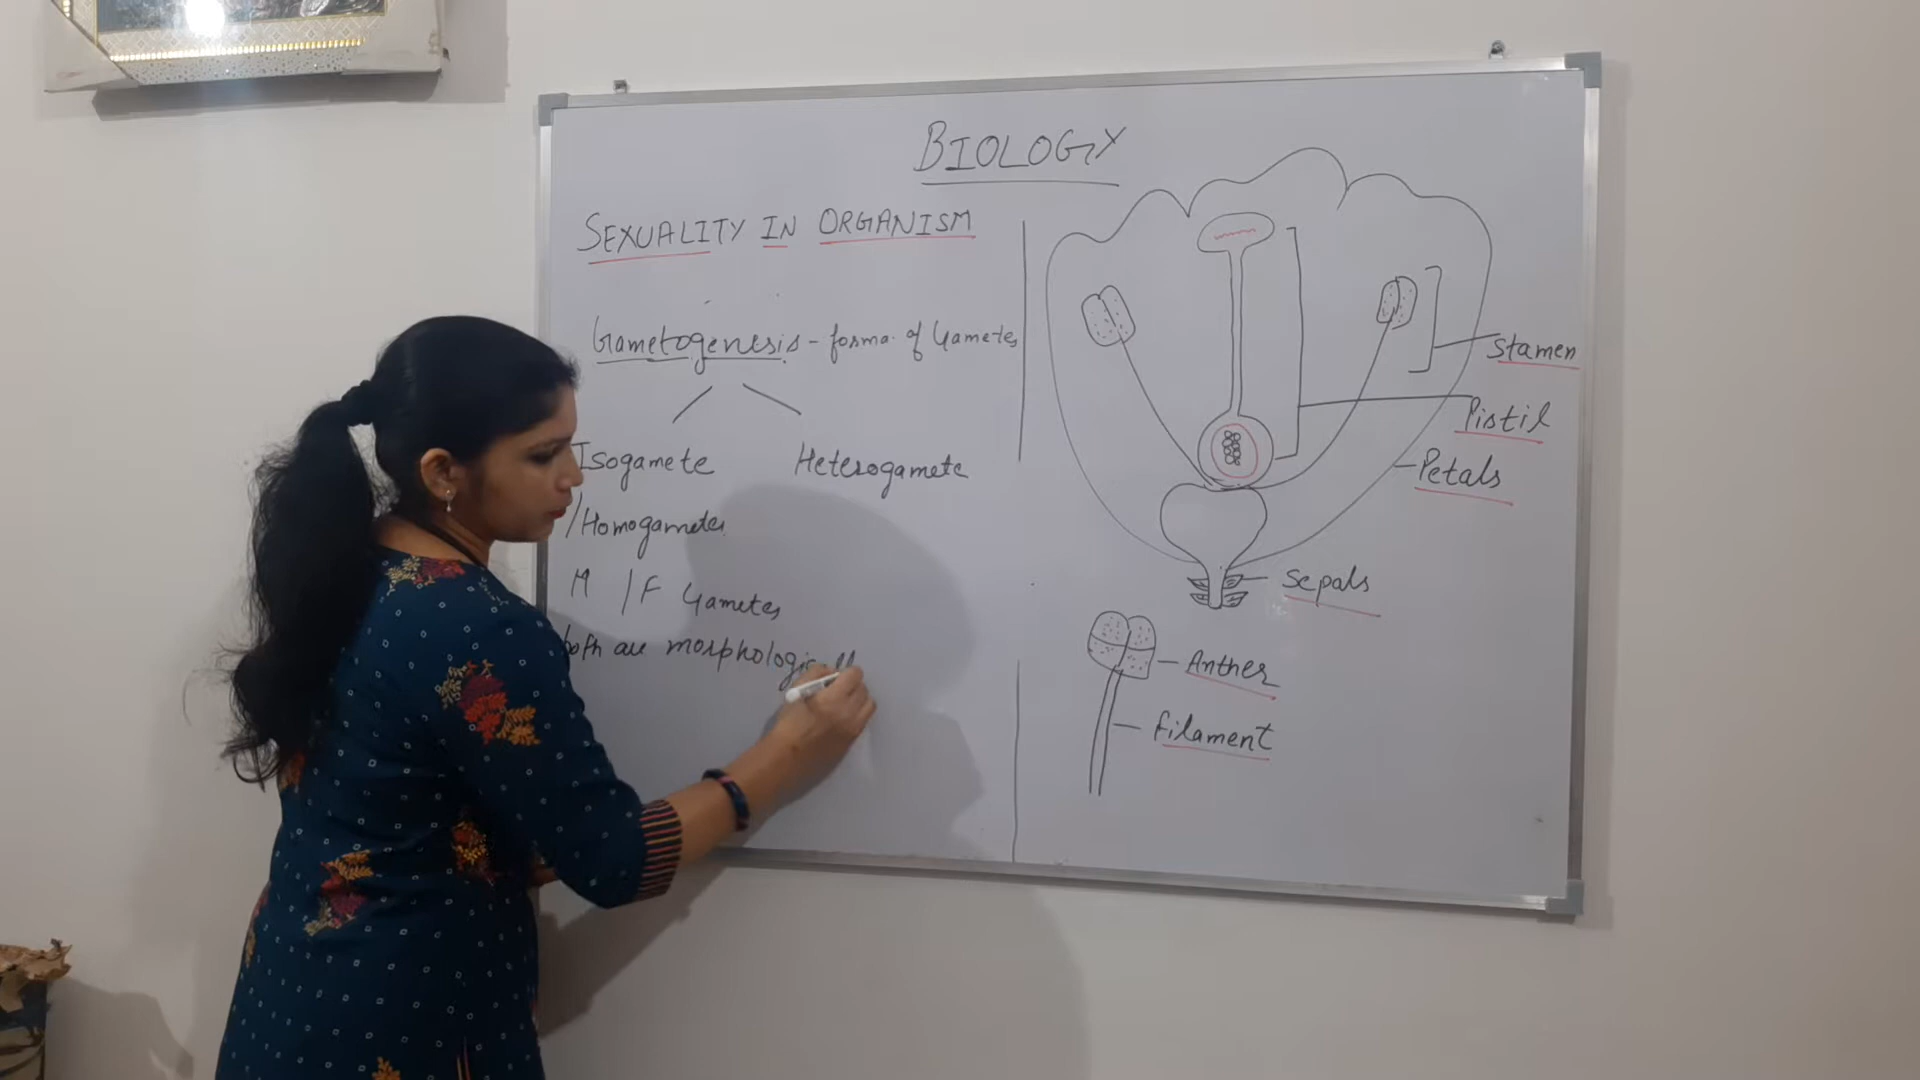 BIOLOGY
SEXUALITY IN ORGANISM
Gametogenesis - forma. of Gametes
Isogamete
Heterogamete
/Homogametes
M / F Gametes
both are morphologically
Stamen
Pistil
Petals
Sepals
Anther
filament